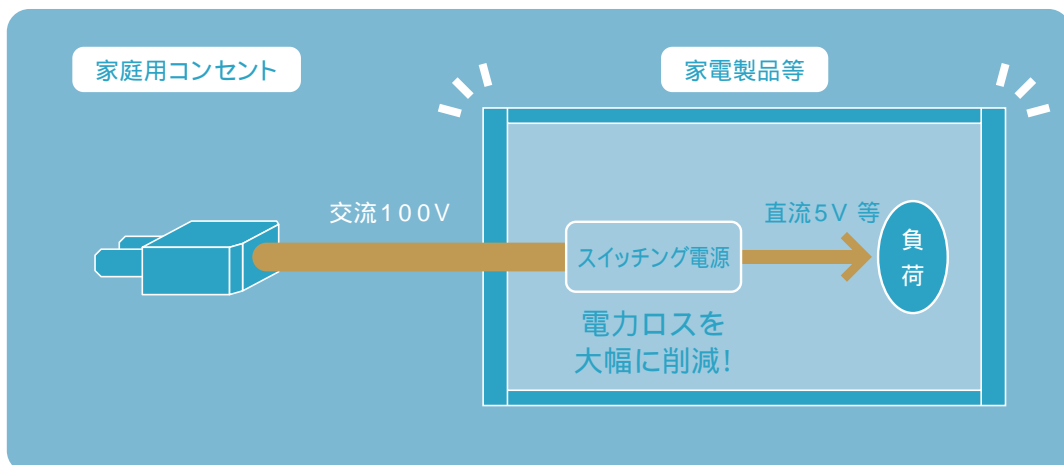 家庭用コンセント
家電製品等
交流100V
直流5V 等
スイッチング電源
負
荷
電力ロスを
大幅に削減!